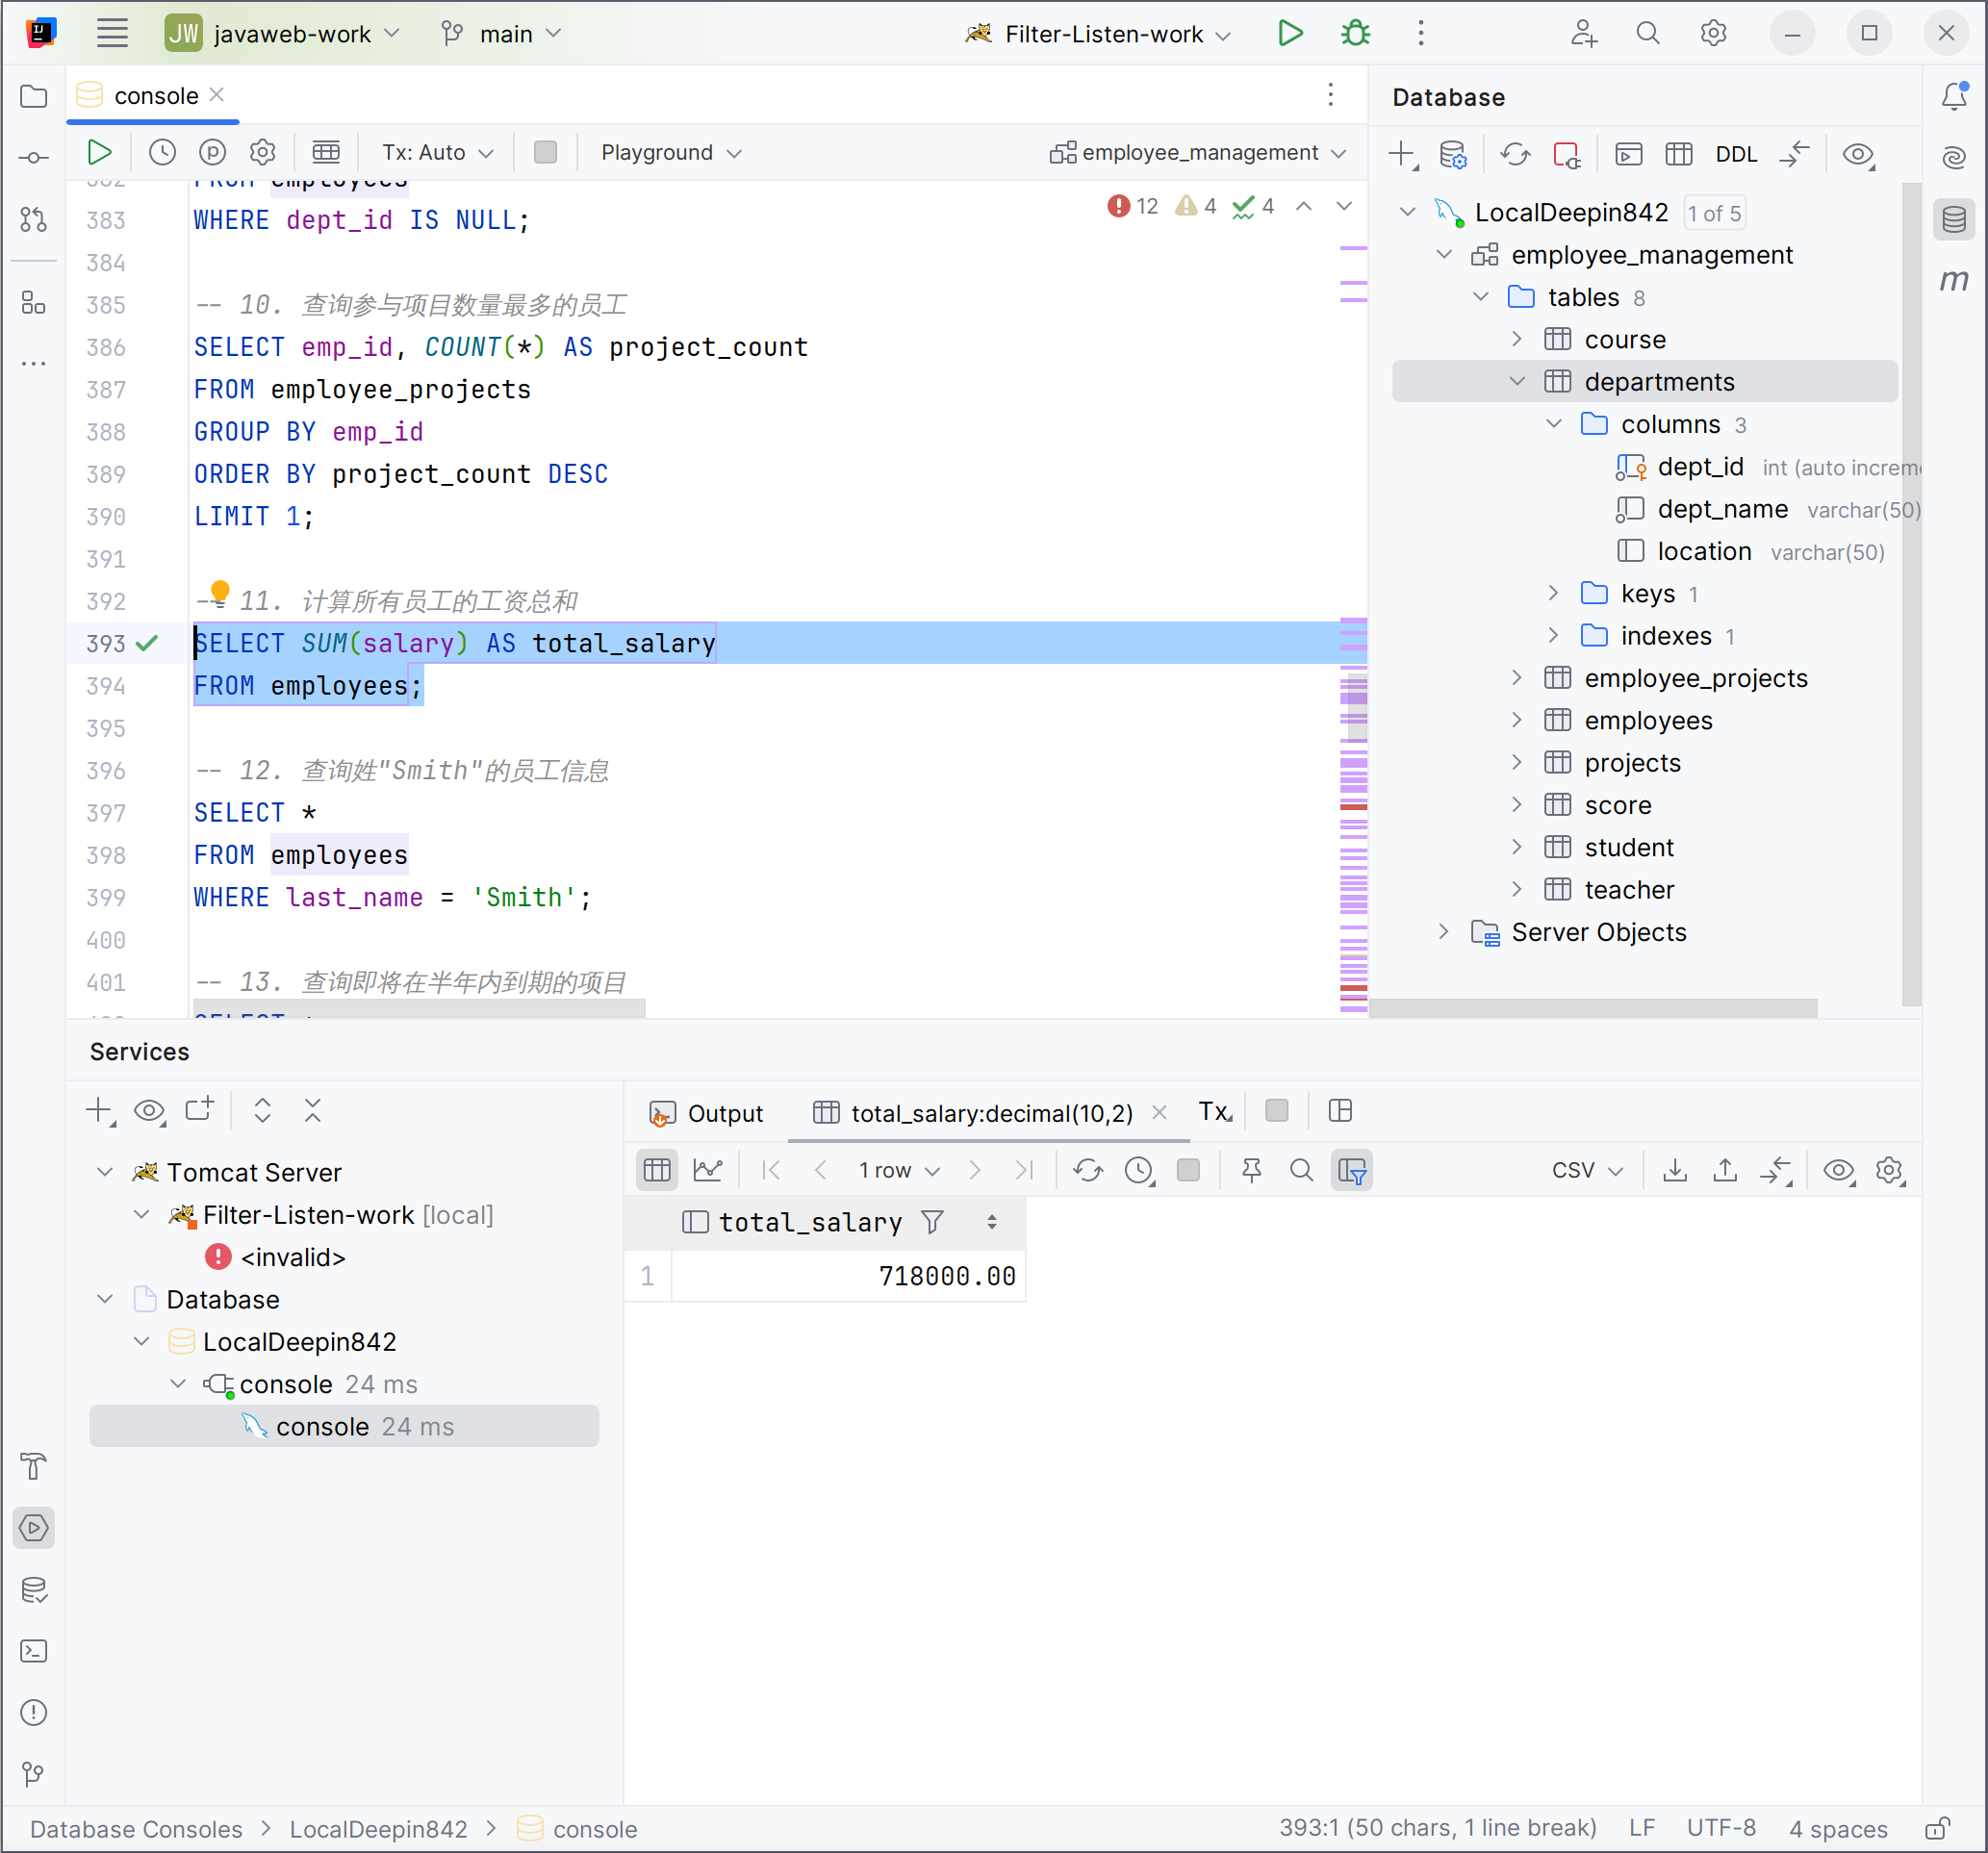 JW javaweb-work main Filter-Listen-work
console
Database
Tx: Auto Playground employee_management
DDL
382 FROM employees
12 4 4
383 WHERE dept_id IS NULL;
384
385 -- 10. 查询参与项目数量最多的员工
386 SELECT emp_id, COUNT(*) AS project_count
387 FROM employee_projects
388 GROUP BY emp_id
389 ORDER BY project_count DESC
390 LIMIT 1;
391
392 -- 11. 计算所有员工的工资总和
393 SELECT SUM(salary) AS total_salary
394 FROM employees;
395
396 -- 12. 查询姓"Smith"的员工信息
397 SELECT *
398 FROM employees
399 WHERE last_name = 'Smith';
400
401 -- 13. 查询即将在半年内到期的项目
402 SELECT *
LocalDeepin842 1 of 5
employee_management
tables 8
course
departments
columns 3
dept_id int (auto increme
dept_name varchar(50)
location varchar(50)
keys 1
indexes 1
employee_projects
employees
projects
score
student
teacher
Server Objects
m
Services
Output total_salary:decimal(10,2) Tx
1 row CSV
Tomcat Server
Filter-Listen-work [local]
<invalid>
Database
LocalDeepin842
console 24 ms
console 24 ms
total_salary
1 718000.00
Database Consoles LocalDeepin842 console
393:1 (50 chars, 1 line break) LF UTF-8 4 spaces